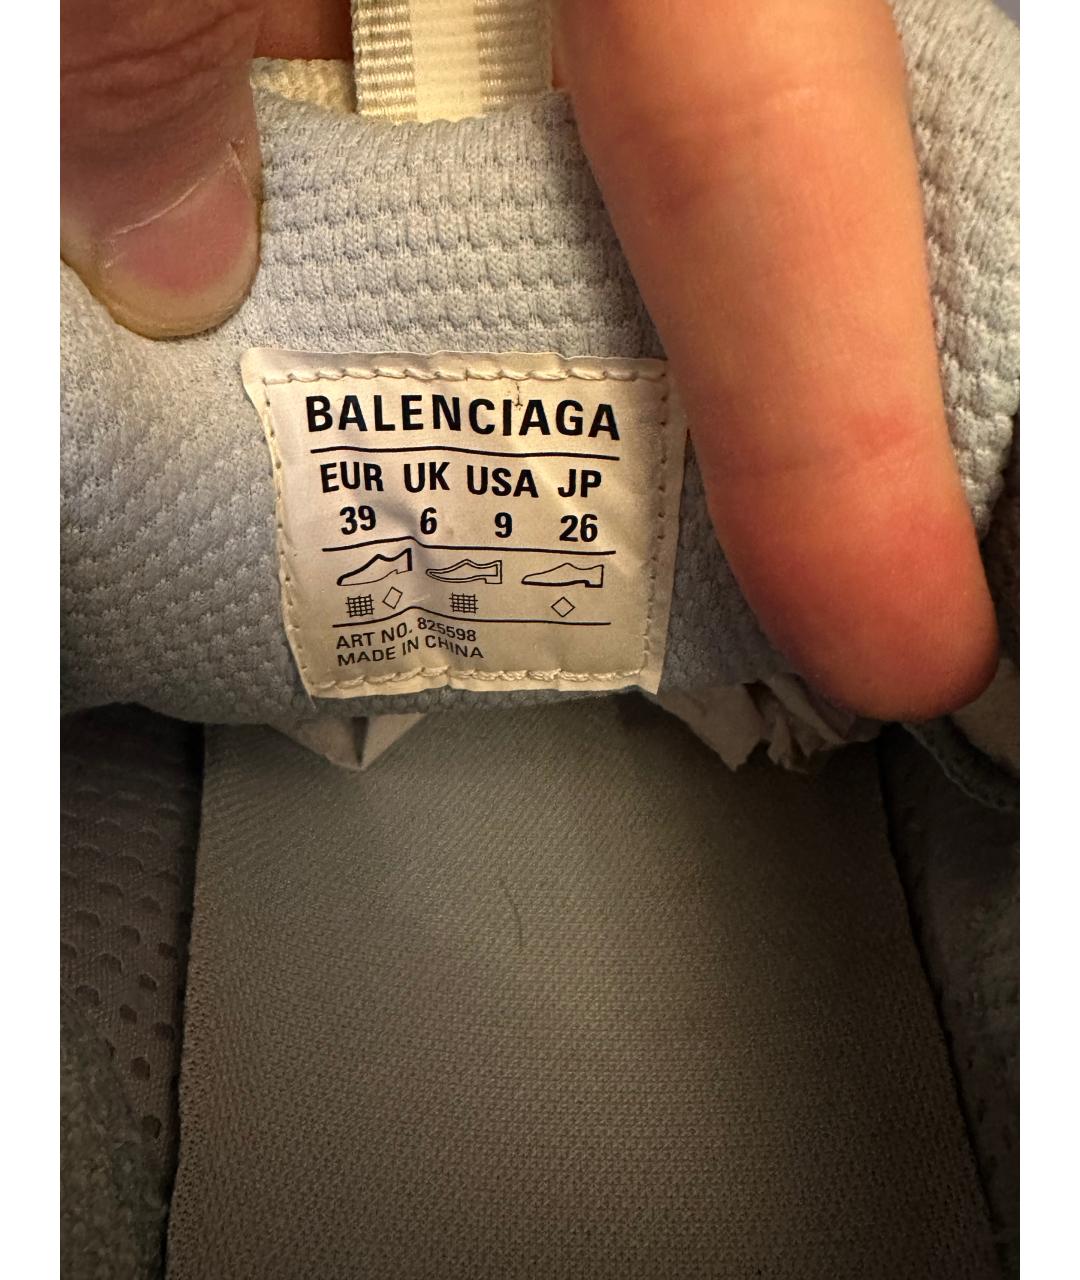 BALENCIAGA
EUR UK USA JP
39 6 9 26
ART NO. 825598
MADE IN CHINA